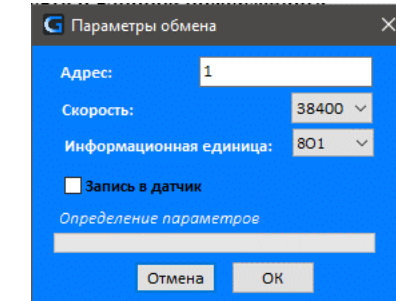 Параметры обмена
Адрес: 1
Скорость: 38400
Информационная единица: 8O1
Запись в датчик
Определение параметров
Отмена OK